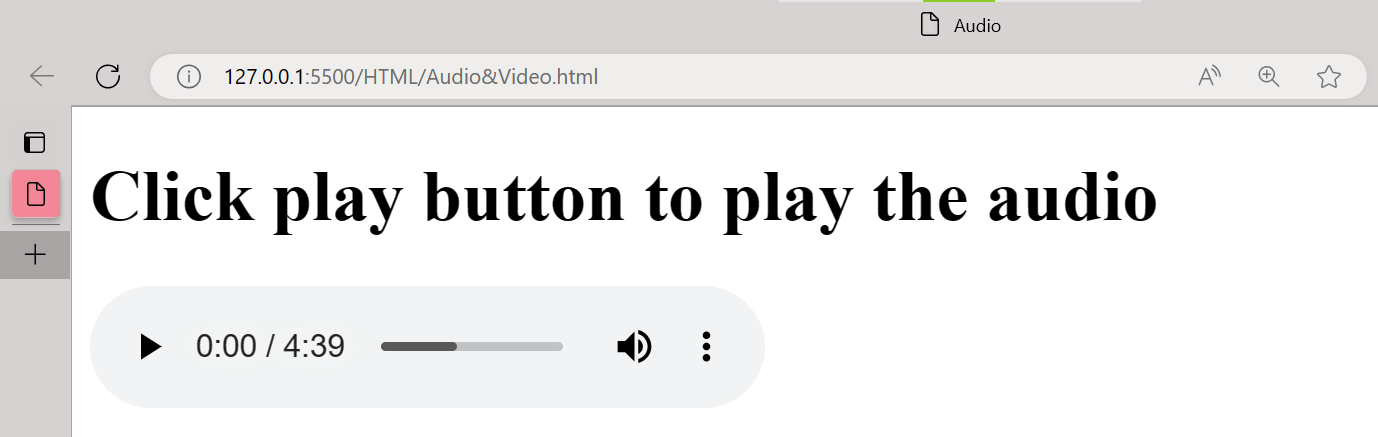 Audio
127.0.0.1:5500/HTML/Audio&Video.html
Click play button to play the audio
0:00 / 4:39